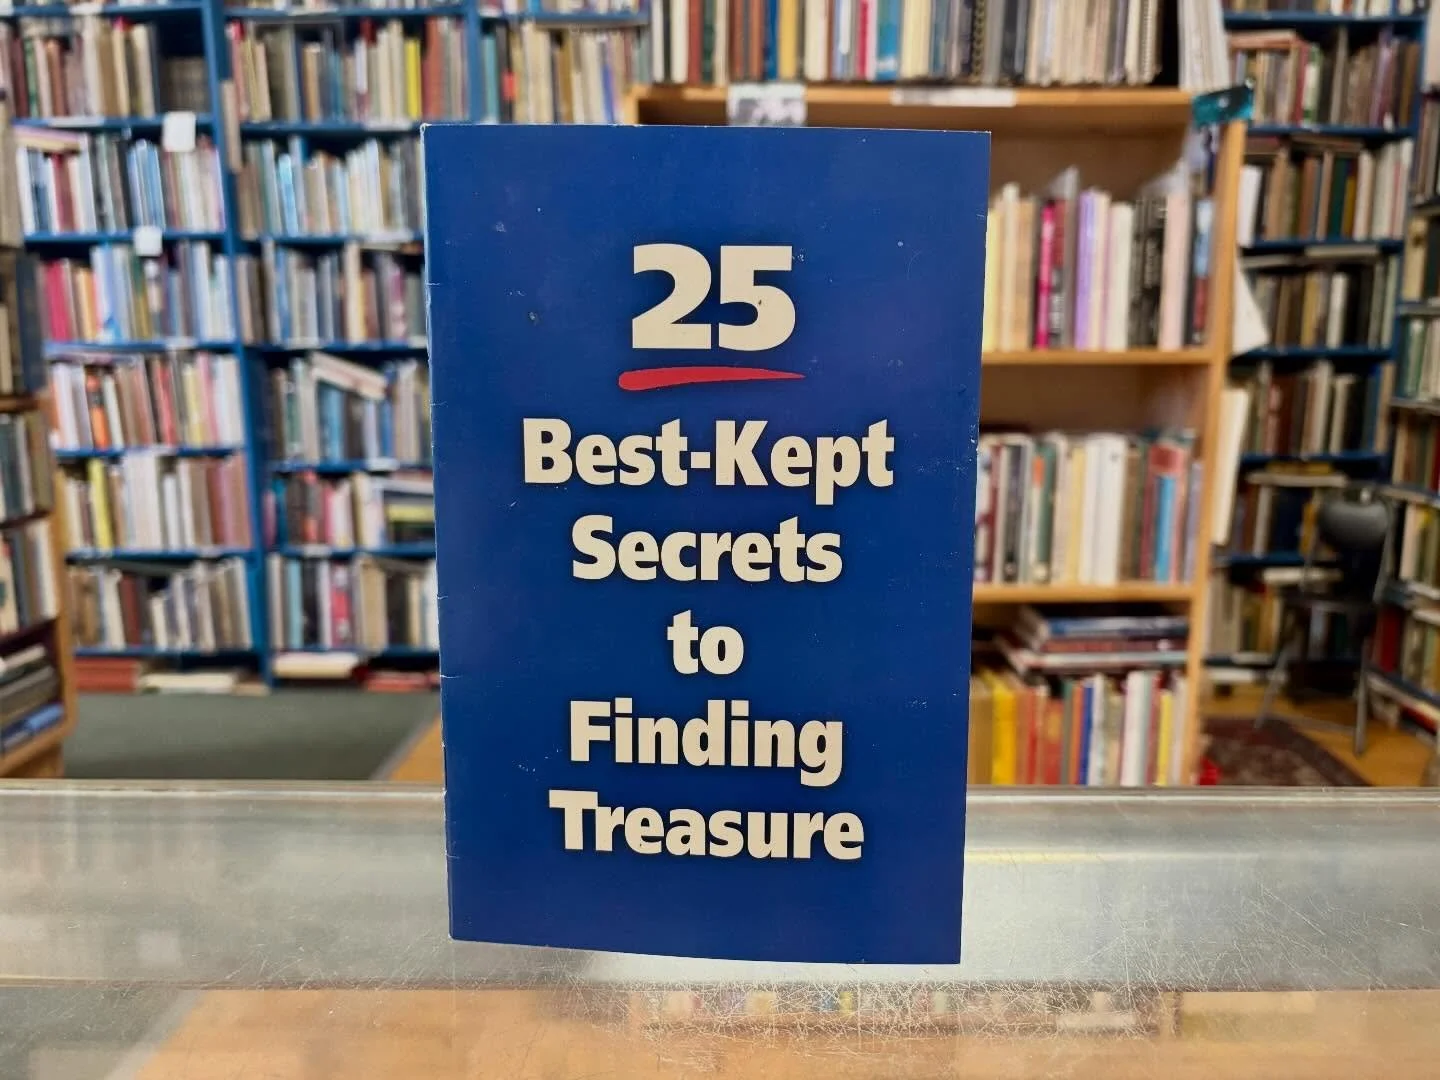 25
Best-Kept
Secrets
to
Finding
Treasure